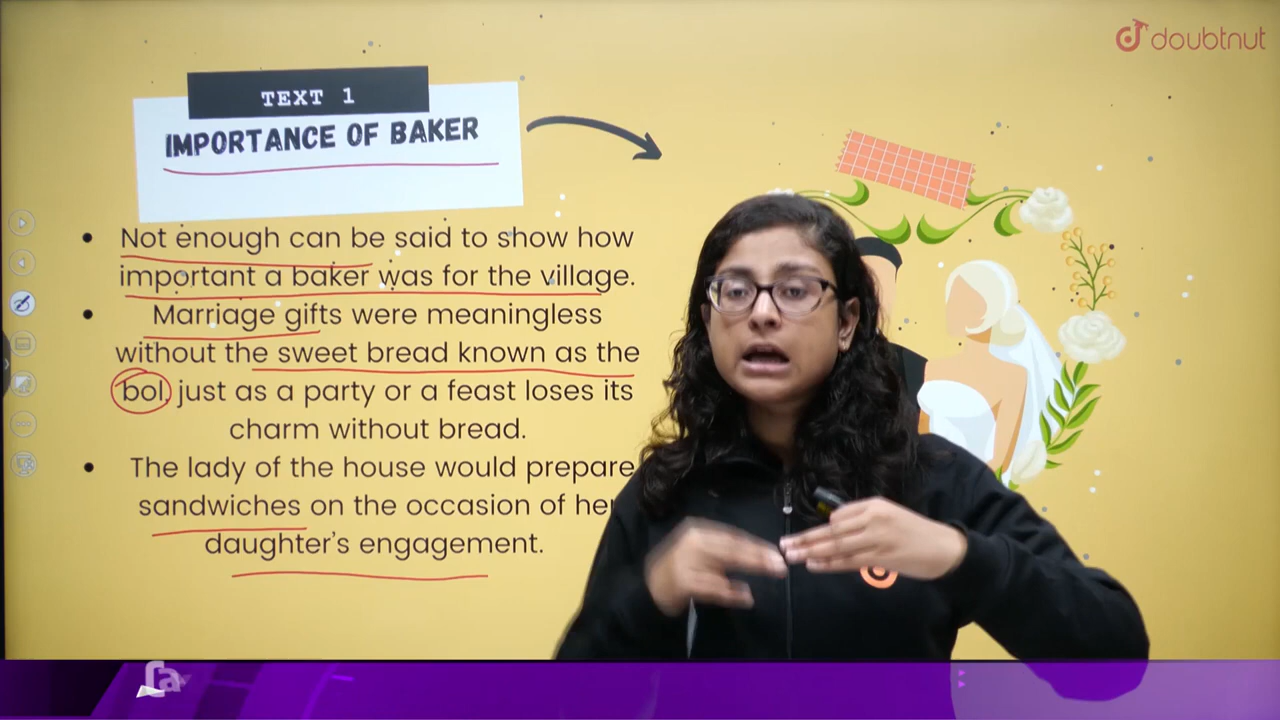 doubtnut
TEXT 1
IMPORTANCE OF BAKER
Not enough can be said to show how
important a baker was for the village.
Marriage gifts were meaningless
without the sweet bread known as the
bol, just as a party or a feast loses its
charm without bread.
The lady of the house would prepare
sandwiches on the occasion of her
daughter's engagement.